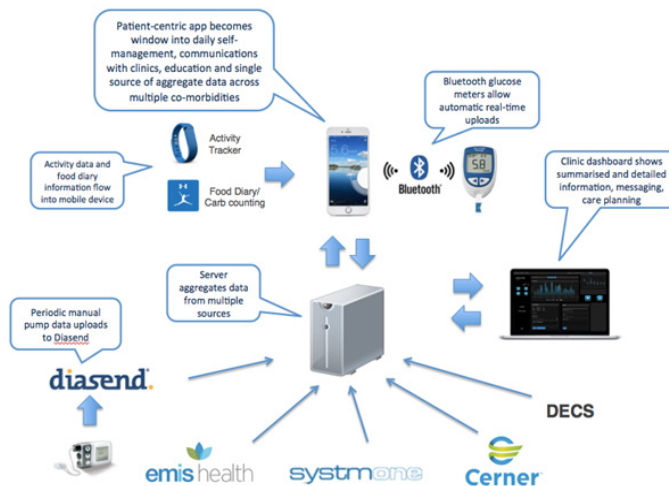 Patient-centric app becomes
window into daily self-
management, communications
with clinics, education and single
source of aggregate data across
multiple co-morbidities
Bluetooth glucose
meters allow
automatic real-time
uploads
Activity data and
food diary
information flow
into mobile device
Activity
Tracker
Food Diary/
Carb counting
Bluetooth®
5.8
Clinic dashboard shows
summarised and detailed
information, messaging,
care planning
Server
aggregates data
from multiple
sources
Periodic manual
pump data uploads
to Diasend
diasend
DECS
emis health
systmone
Cerner